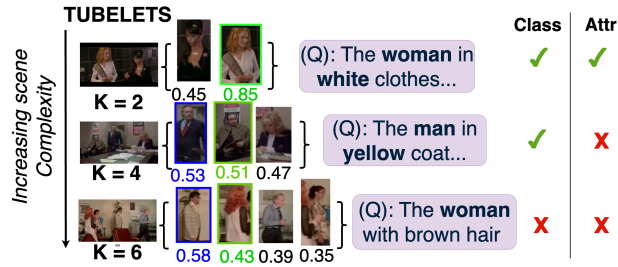 TUBELETS
Class Attr
Increasing scene
Complexity
K = 2
0.45 0.85
(Q): The woman in
white clothes...
K = 4
0.53 0.51 0.47
(Q): The man in
yellow coat...
K = 6
0.58 0.43 0.39 0.35
(Q): The woman
with brown hair